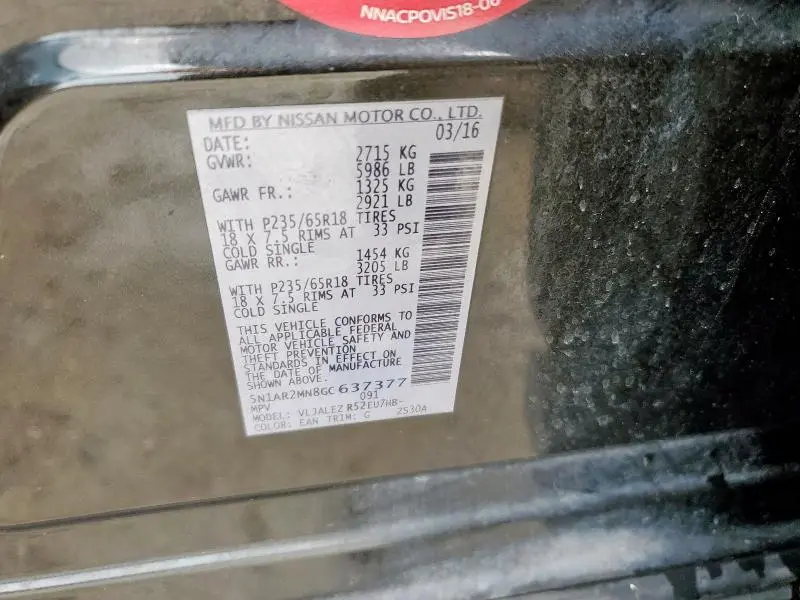 NNACPOVIS18-06
MFD BY NISSAN MOTOR CO., LTD.
DATE: 03/16
GVWR: 2715 KG
5986 LB
GAWR FR.: 1325 KG
2921 LB
WITH P235/65R18 TIRES
18 X 7.5 RIMS AT 33 PSI
COLD SINGLE
GAWR RR.: 1454 KG
3205 LB
WITH P235/65R18 TIRES
18 X 7.5 RIMS AT 33 PSI
COLD SINGLE
THIS VEHICLE CONFORMS TO
ALL APPLICABLE FEDERAL
MOTOR VEHICLE SAFETY AND
THEFT PREVENTION
STANDARDS IN EFFECT ON
THE DATE OF MANUFACTURE
SHOWN ABOVE.
5N1AR2MN8GC637377
MPV 091
MODEL: VLJALEZ R52EU7HB-
COLOR: EAN TRIM: G ZS30A